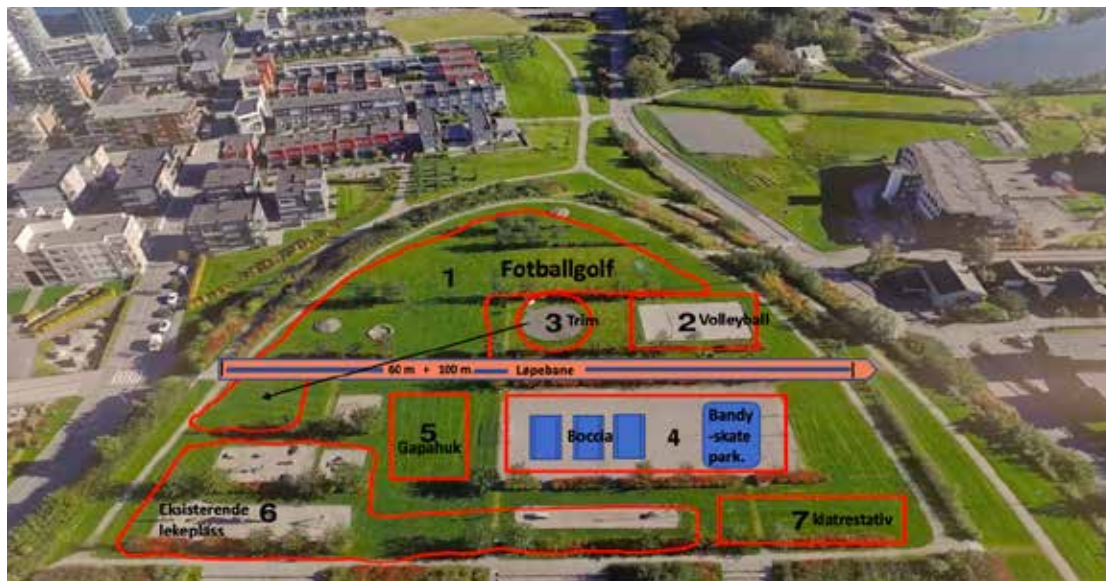 1
Fotballgolf
3 Trim
2 Volleyball
60 m + 100 m
Løpebane
5
Gapahuk
Boccia
4
Bandy
-skate
park.
6
Eksisterende
lekeplass
7 klatrestativ